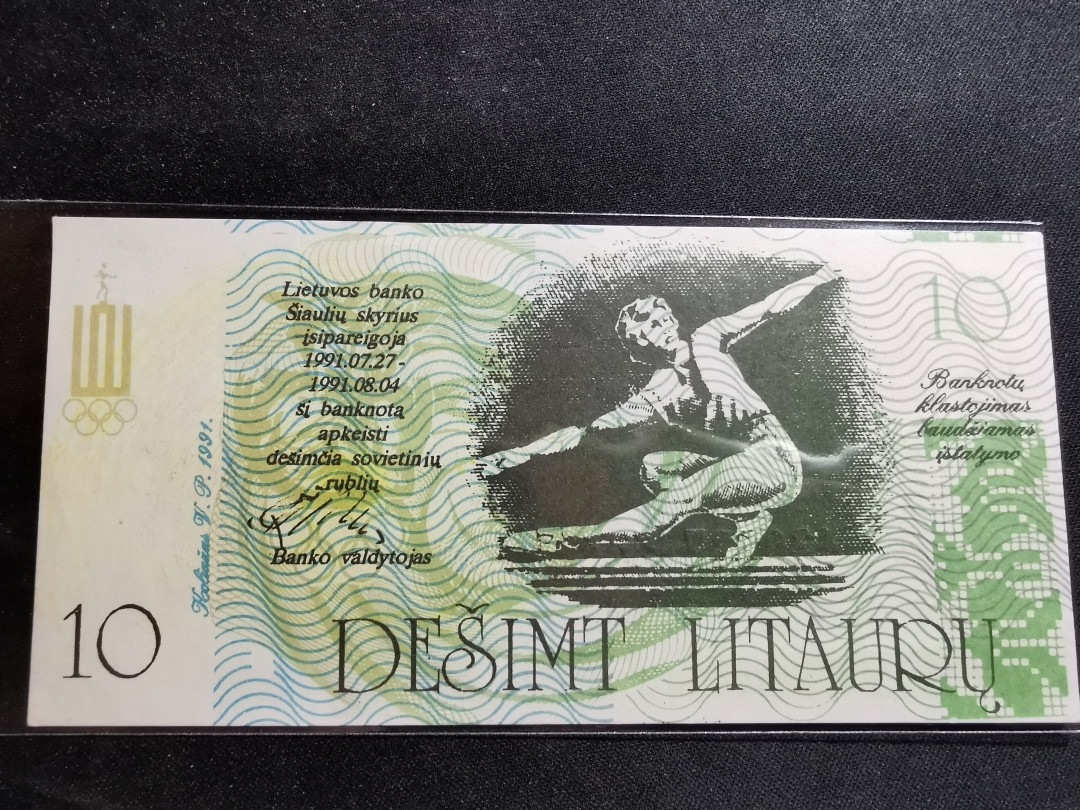 Lietuvos banko
Šiaulių skyrius
įsipareigoja
1991.07.27-
1991.08.04
šį banknotą
apkeisti
dešimčia sovietinių
rublių
Banko valdytojas
V. P. 1991.
10
Banknotų
klastojimas
baudžiamas
įstatymo
10
DEŠIMT LITAURŲ